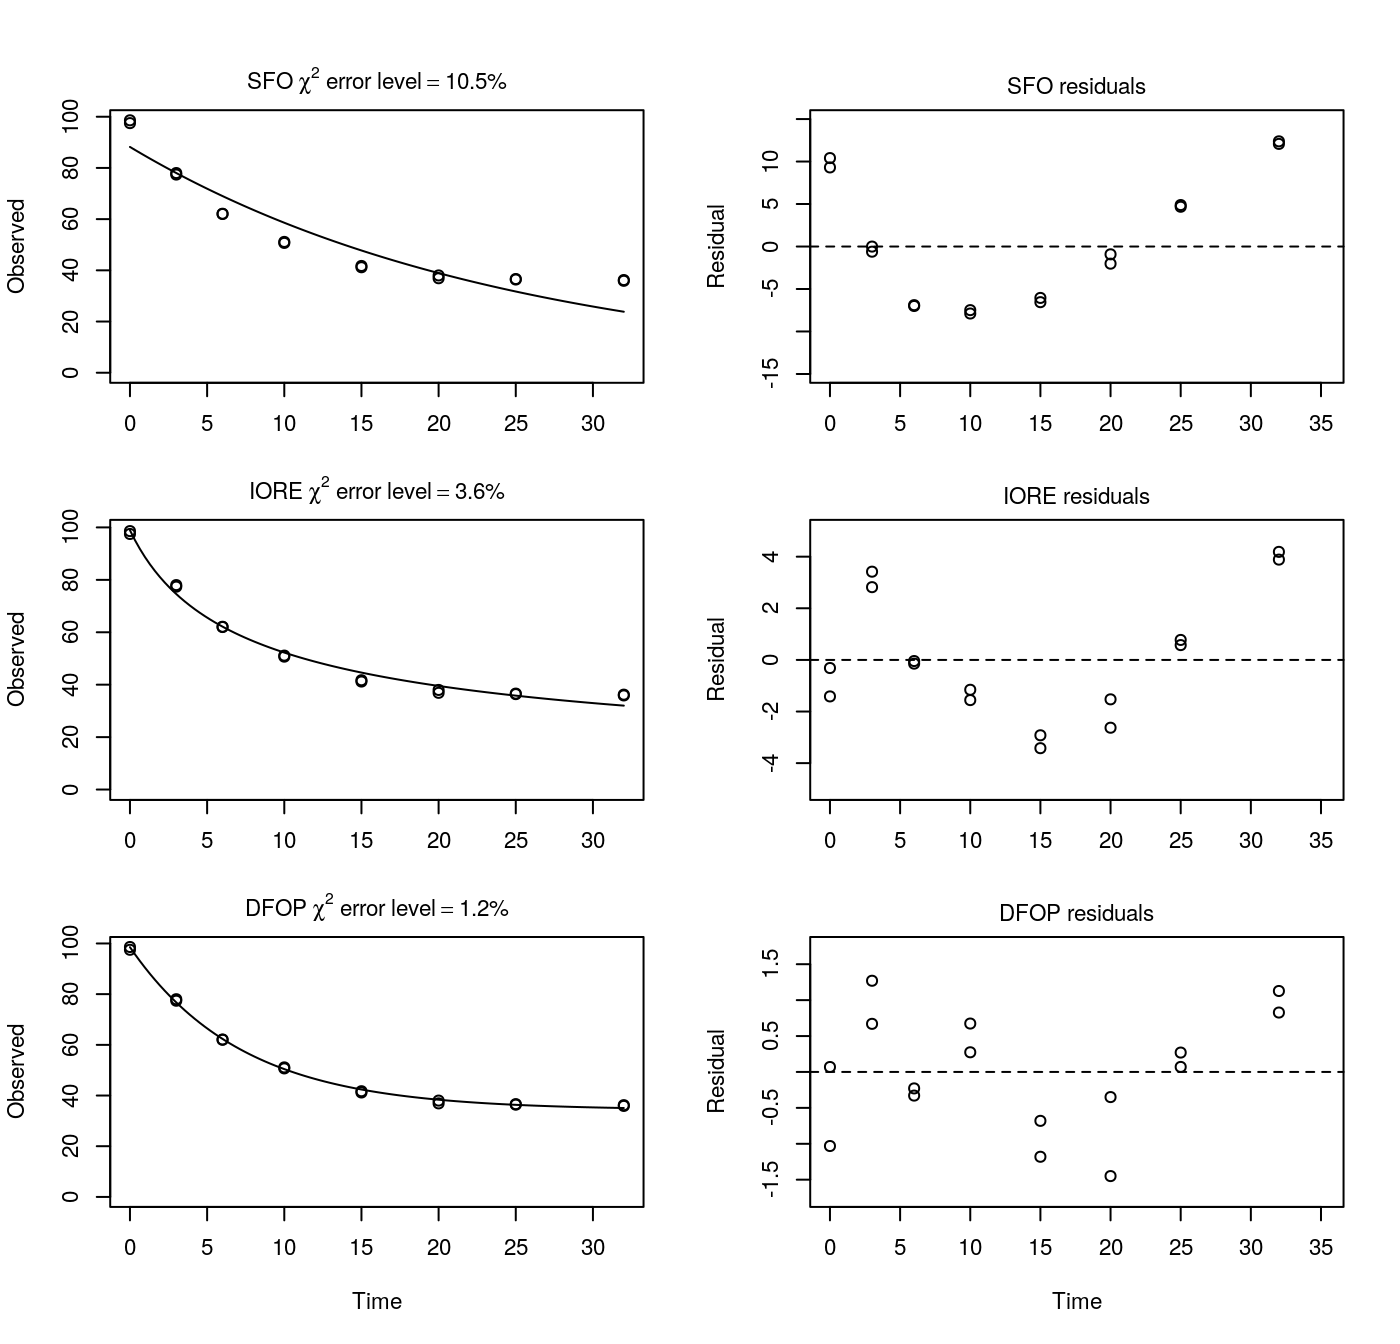 SFO χ² error level = 10.5%
Observed
100
80
60
40
20
0
0 5 10 15 20 25 30
SFO residuals
Residual
10
5
0
-5
-15
0 5 10 15 20 25 30 35
IORE χ² error level = 3.6%
Observed
100
80
60
40
20
0
0 5 10 15 20 25 30
IORE residuals
Residual
4
2
0
-2
-4
0 5 10 15 20 25 30 35
DFOP χ² error level = 1.2%
Observed
100
80
60
40
20
0
0 5 10 15 20 25 30
Time
DFOP residuals
Residual
1.5
0.5
-0.5
-1.5
0 5 10 15 20 25 30 35
Time